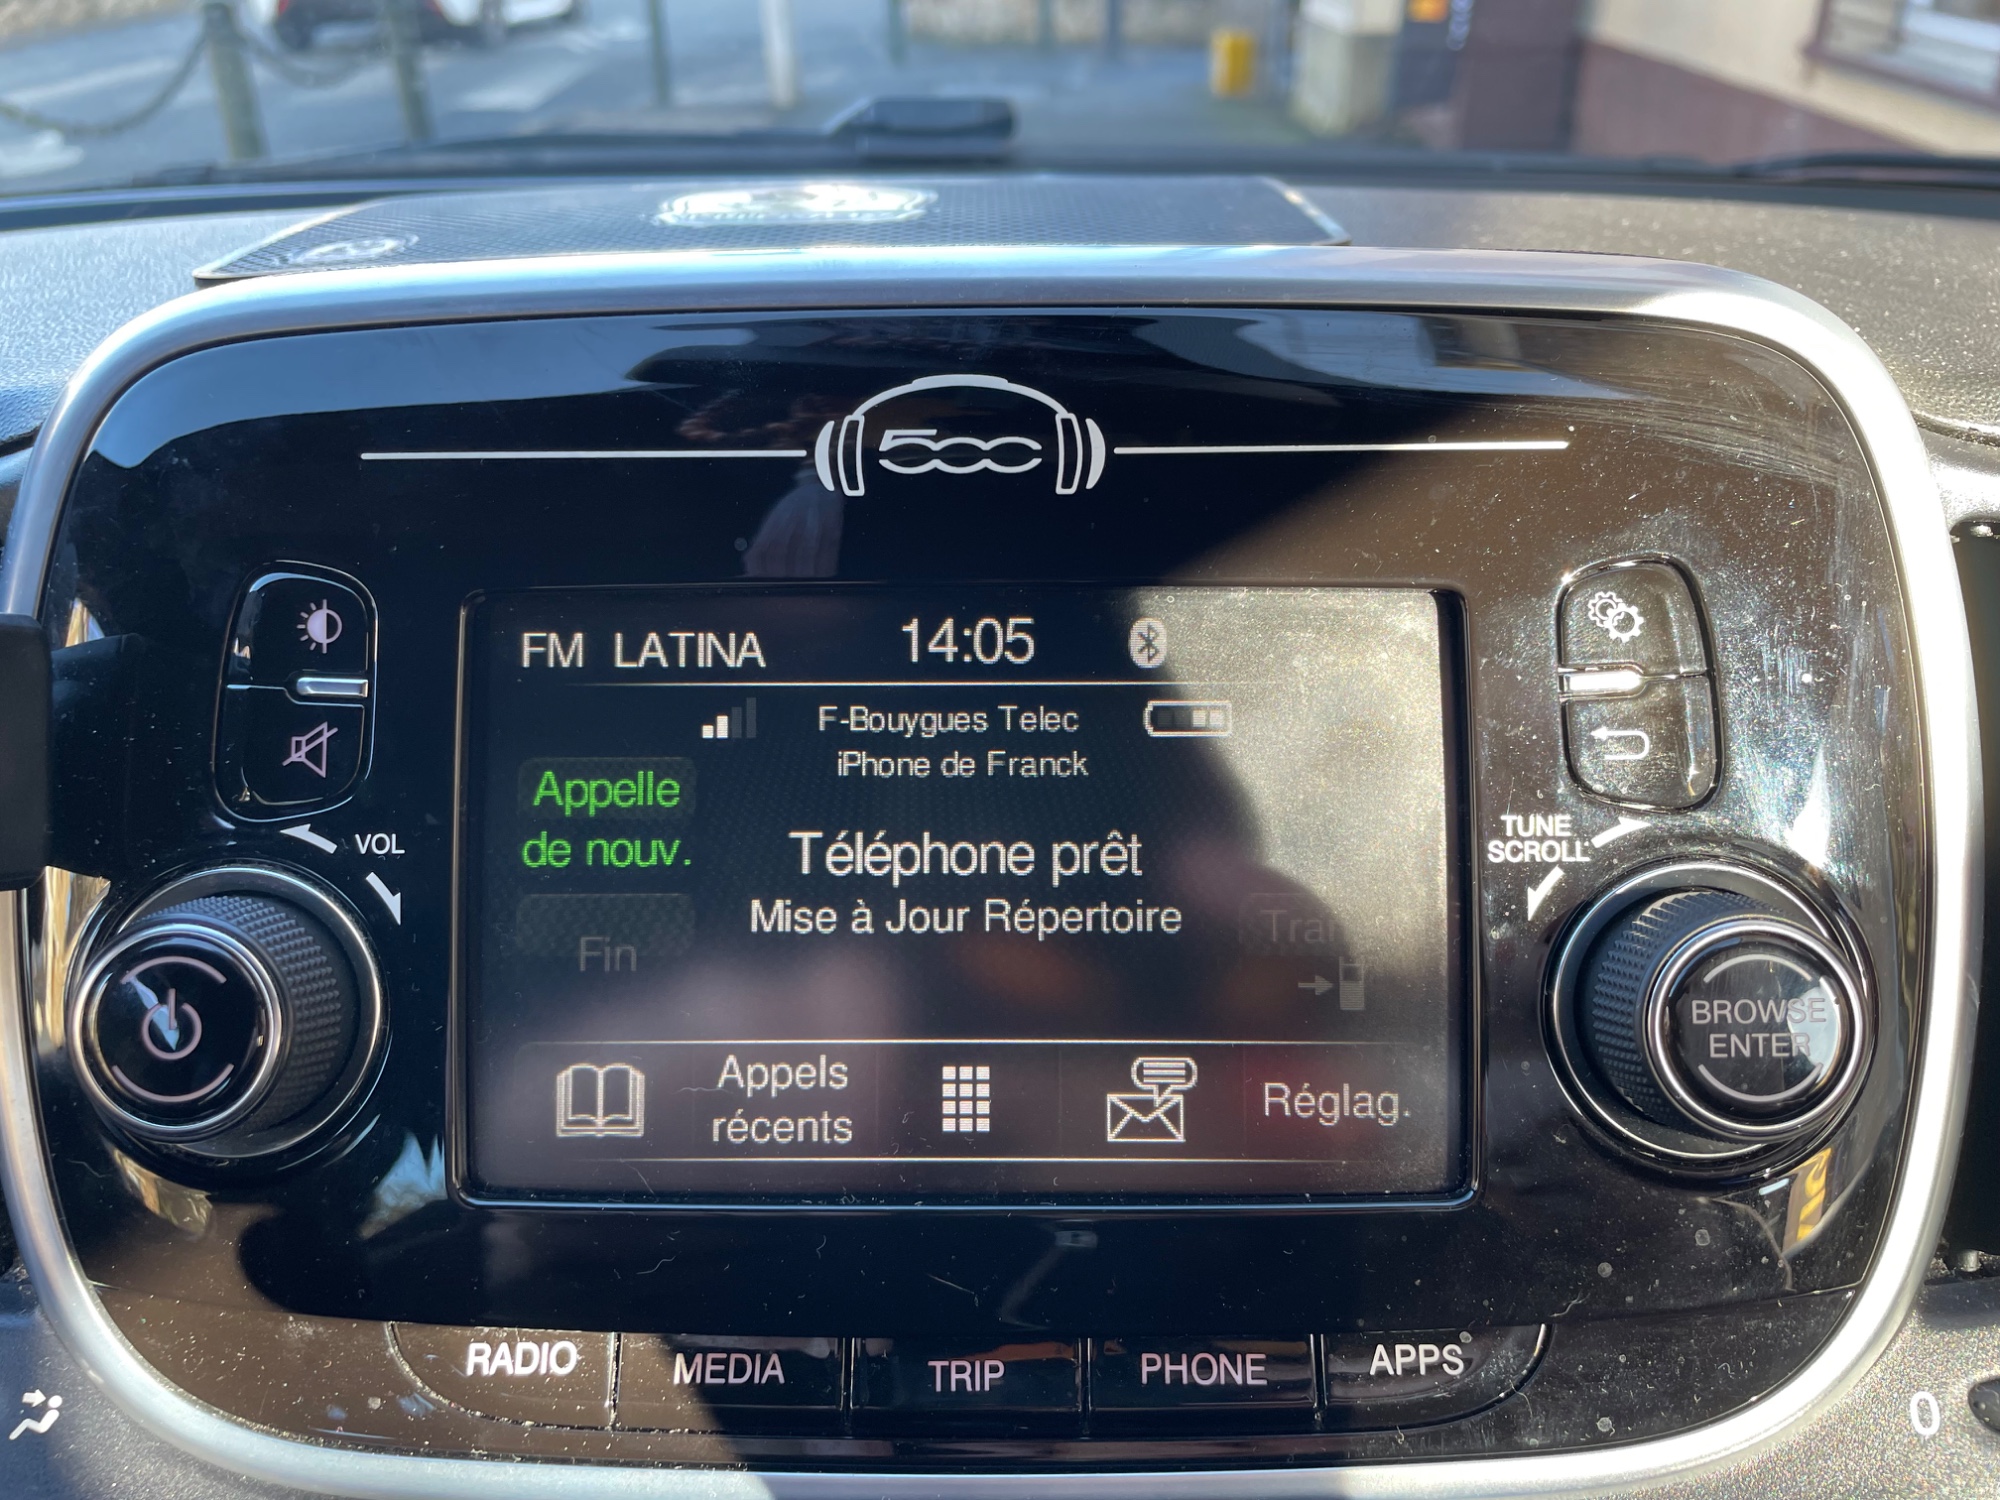 500
FM LATINA 14:05
F-Bouygues Telec
iPhone de Franck
Appelle
de nouv.
Téléphone prêt
Mise à Jour Répertoire
Fin
Appels
récents
Réglag.
VOL
TUNE
SCROLL
BROWSE
ENTER
RADIO MEDIA TRIP PHONE APPS
0